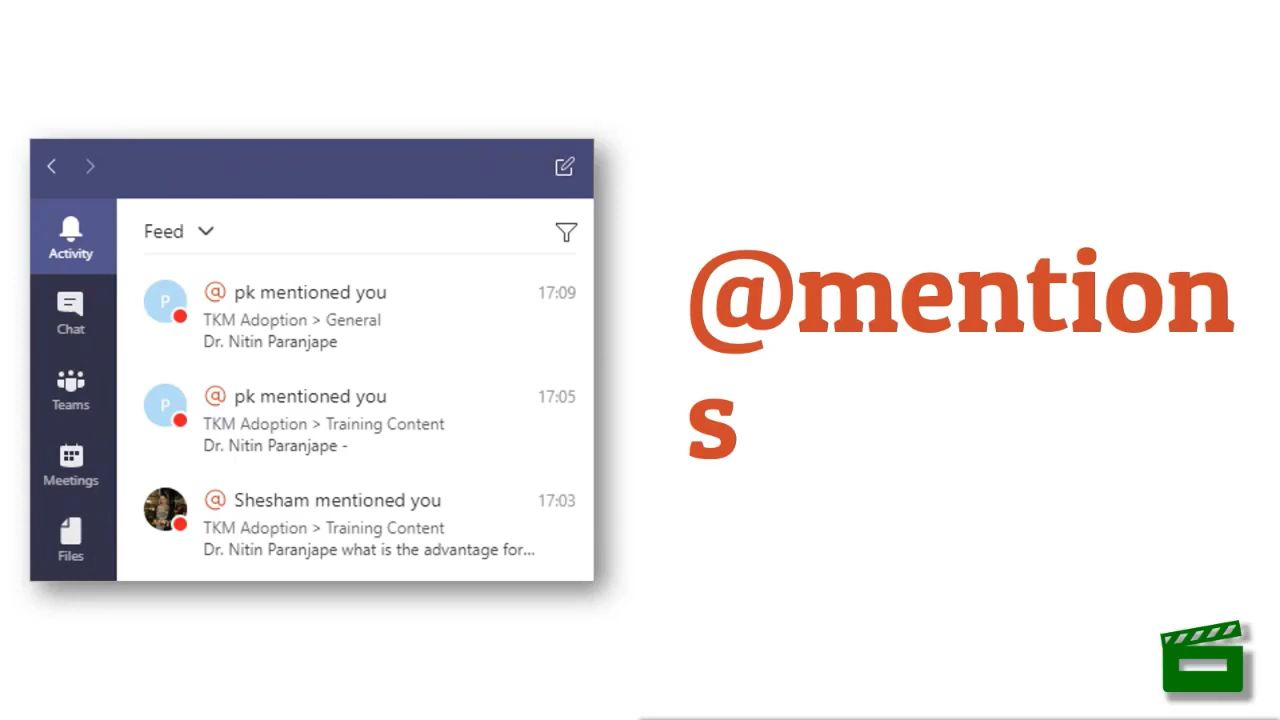 Feed
Activity
@ pk mentioned you 17:09
TKM Adoption > General
Dr. Nitin Paranjape
P
Chat
@ pk mentioned you 17:05
TKM Adoption > Training Content
Dr. Nitin Paranjape -
P
Teams
Meetings
@ Shesham mentioned you 17:03
TKM Adoption > Training Content
Dr. Nitin Paranjape what is the advantage for...
Files
@mention
s